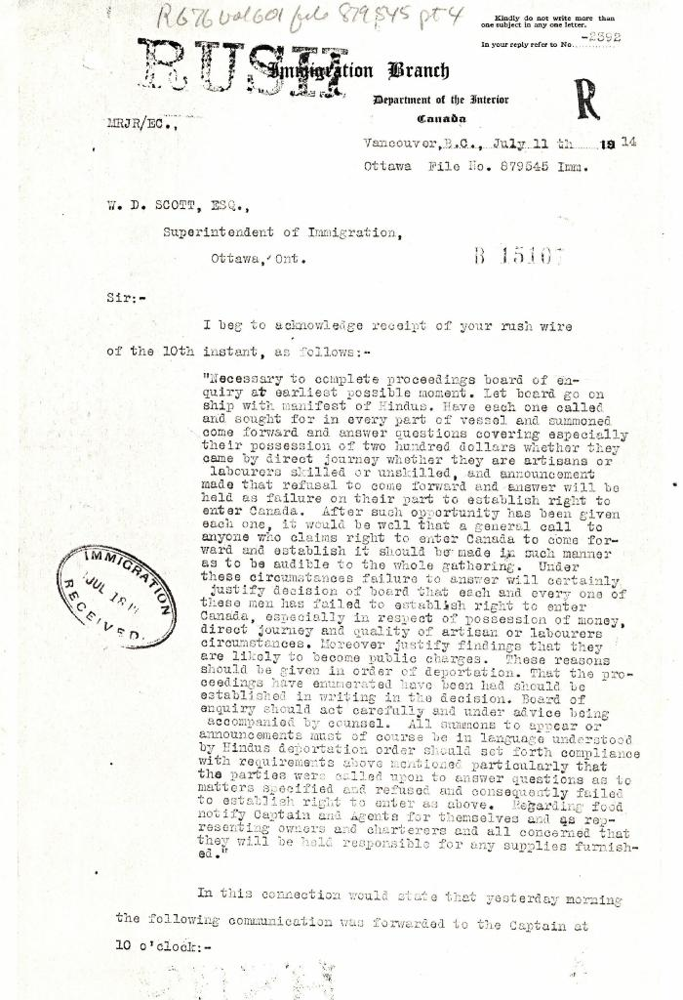 RG76 vol 601 file 879545 pt 4
Kindly do not write more than
one subject in any one letter.
-2392
In your reply refer to No.
RUSH
Immigration Branch
Department of the Interior
Canada
R
MRJR/EC.,
Vancouver, B.C., July 11 th 1914
Ottawa File No. 879545 Imm.
W. D. SCOTT, ESQ.,
Superintendent of Immigration,
Ottawa, Ont.
B 15107
Sir:-
I beg to acknowledge receipt of your rush wire
of the 10th instant, as follows:-
"Necessary to complete proceedings board of en-
quiry at earliest possible moment. Let board go on
ship with manifest of Hindus. Have each one called
and sought for in every part of vessel and summoned
come forward and answer questions covering especially
their possession of two hundred dollars whether they
came by direct journey whether they are artisans or
labourers skilled or unskilled, and announcement
made that refusal to come forward and answer will be
held as failure on their part to establish right to
enter Canada. After such opportunity has been given
each one, it would be well that a general call to
anyone who claims right to enter Canada to come for-
ward and establish it should be made in such manner
as to be audible to the whole gathering. Under
these circumstances failure to answer will certainly
justify decision of board that each and every one of
these men has failed to establish right to enter
Canada, especially in respect of possession of money,
direct journey and quality of artisan or labourers
circumstances. Moreover justify findings that they
are likely to become public charges. These reasons
should be given in order of deportation. That the pro-
ceedings have enumerated have been had should be
established in writing in the decision. Board of
enquiry should act carefully and under advice being
accompanied by counsel. All summons to appear or
announcements must of course be in language understood
by Hindus deportation order should set forth compliance
with requirements above mentioned particularly that
the parties were called upon to answer questions as to
matters specified and refused and consequently failed
to establish right to enter as above. Regarding food
notify Captain and Agents for themselves and as rep-
resenting owners and charterers and all concerned that
they will be held responsible for any supplies furnish-
ed."
IMMIGRATION
JUL 18 14
RECEIVED
In this connection would state that yesterday morning
the following communication was forwarded to the Captain at
10 o'clock:-